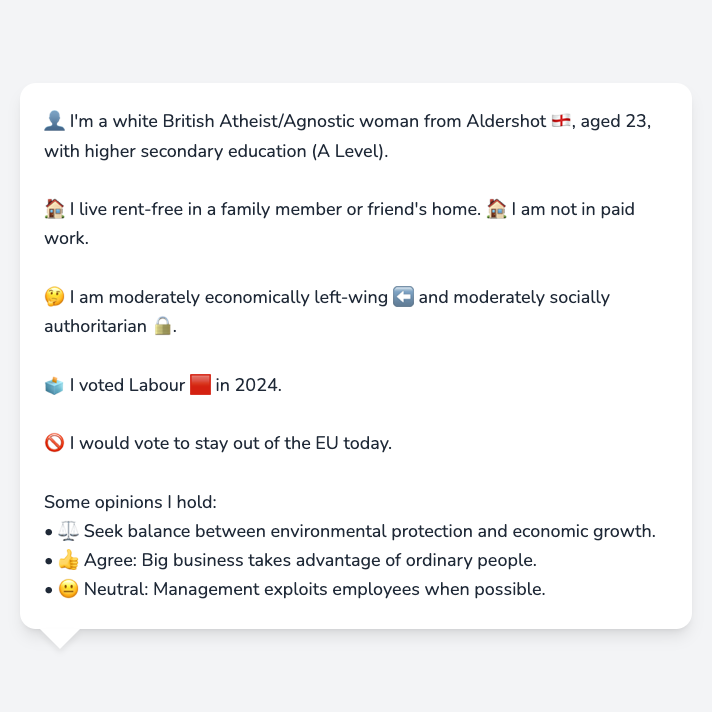 👤 I'm a white British Atheist/Agnostic woman from Aldershot 🏴󠁧󠁢󠁥󠁮󠁧󠁿, aged 23,
with higher secondary education (A Level).
🏠 I live rent-free in a family member or friend's home. 🏠 I am not in paid
work.
🤔 I am moderately economically left-wing ⬅️ and moderately socially
authoritarian 🔒.
🗳️ I voted Labour 🟥 in 2024.
🚫 I would vote to stay out of the EU today.
Some opinions I hold:
• ⚖️ Seek balance between environmental protection and economic growth.
• 👍 Agree: Big business takes advantage of ordinary people.
• 😐 Neutral: Management exploits employees when possible.